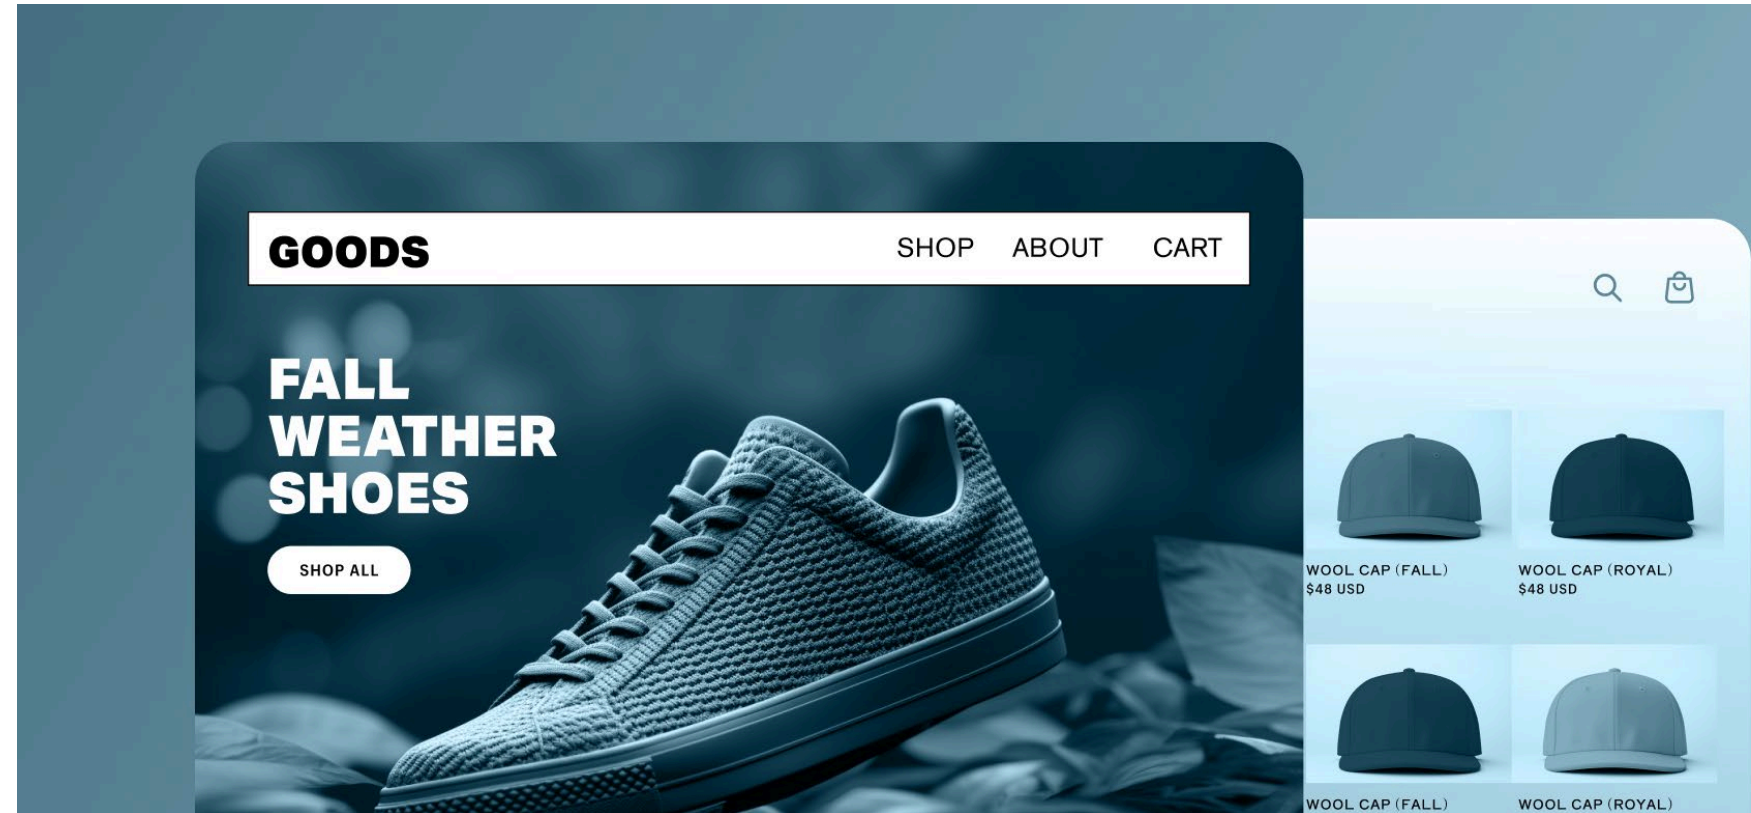 GOODS
SHOP ABOUT CART
FALL
WEATHER
SHOES
SHOP ALL
WOOL CAP (FALL)
$48 USD
WOOL CAP (ROYAL)
$48 USD
WOOL CAP (FALL)
WOOL CAP (ROYAL)